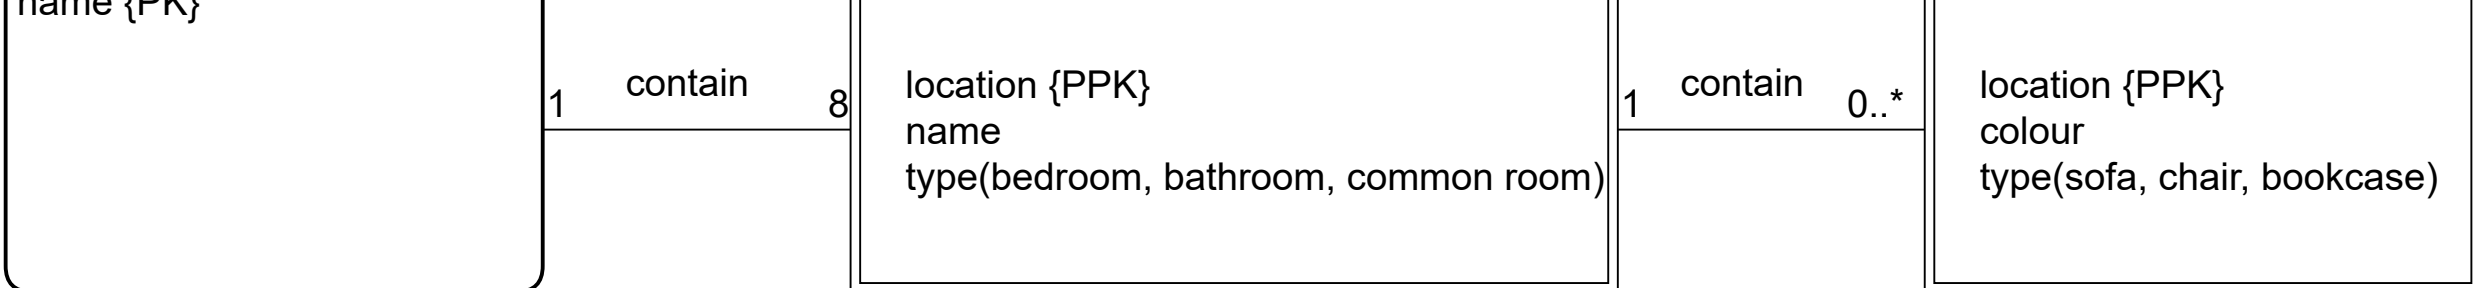 name {PK}
contain
1
8
location {PPK}
name
type(bedroom, bathroom, common room)
contain
1
0..*
location {PPK}
colour
type(sofa, chair, bookcase)